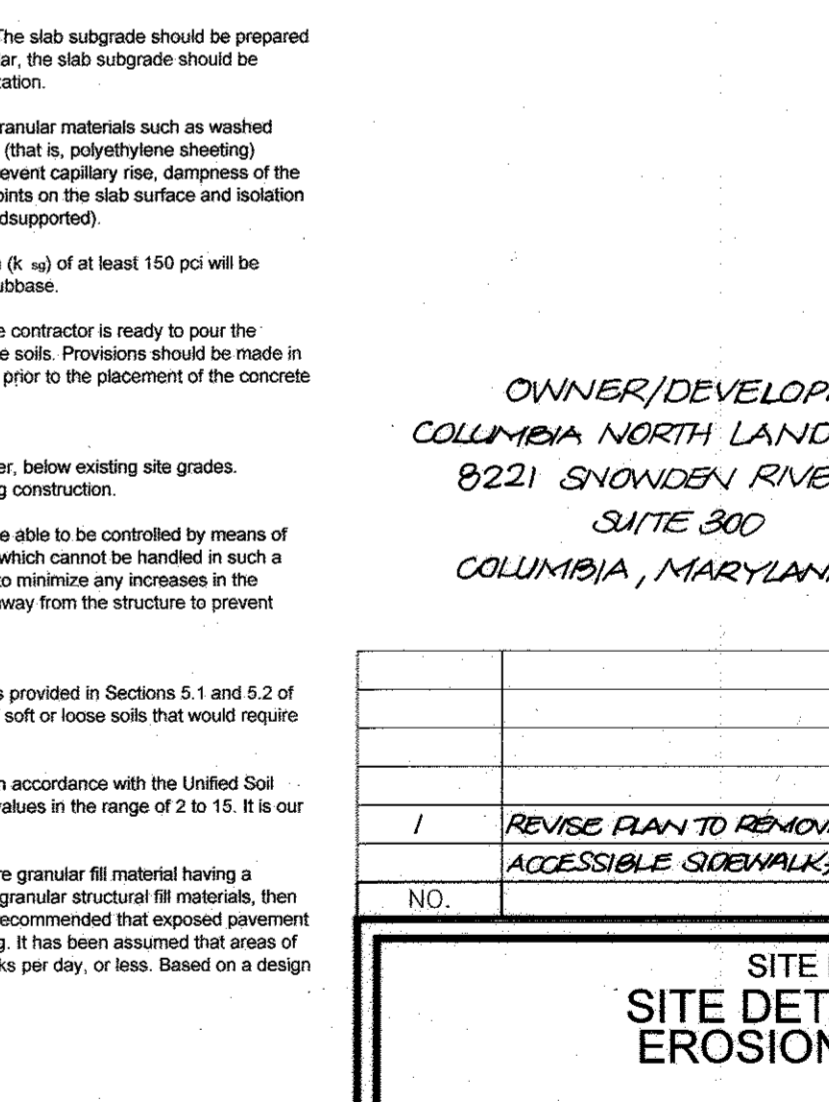 The slab subgrade should be prepared
ar, the slab subgrade should be
zation.
ranular materials such as washed
(that is, polyethylene sheeting)
event capillary rise, dampness of the
oints on the slab surface and isolation
dsupported).
(k sg) of at least 150 pci will be
ubbase.
e contractor is ready to pour the
e soils. Provisions should be made in
prior to the placement of the concrete
er, below existing site grades.
g construction.
e able to be controlled by means of
which cannot be handled in such a
to minimize any increases in the
way from the structure to prevent
s provided in Sections 5.1 and 5.2 of
soft or loose soils that would require
n accordance with the Unified Soil
values in the range of 2 to 15. It is our
re granular fill material having a
granular structural fill materials, then
recommended that exposed pavement
g. It has been assumed that areas of
ks per day, or less. Based on a design
OWNER/DEVELOP
COLUMBIA NORTH LAND
8221 SNOWDEN RIVE
SUITE 300
COLUMBIA, MARYLAN
1 REVISE PLAN TO REMOV
ACCESSIBLE SIDEWALK;
NO.
SITE
SITE DET
EROSION